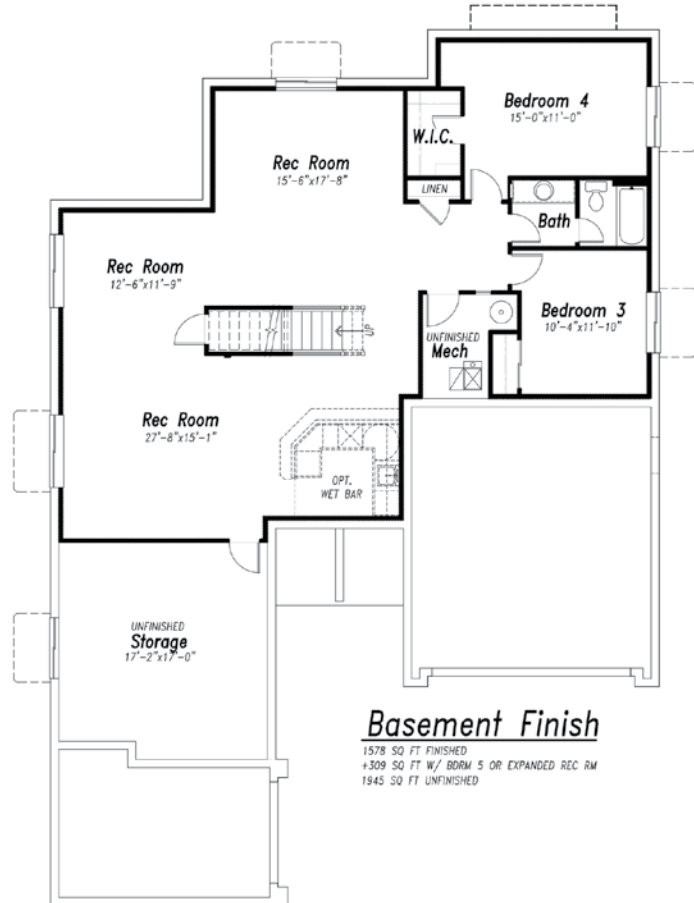 Bedroom 4
15'-0"x11'-0"
W.I.C.
Rec Room
15'-6"x17'-8"
LINEN
Bath
Rec Room
12'-6"x11'-9"
Bedroom 3
10'-4"x11'-10"
UP
UNFINISHED
Mech
Rec Room
27'-8"x15'-1"
OPT.
WET BAR
UNFINISHED
Storage
17'-2"x17'-0"
Basement Finish
1578 SQ FT FINISHED
+309 SQ FT W/ BDRM 5 OR EXPANDED REC RM
1945 SQ FT UNFINISHED